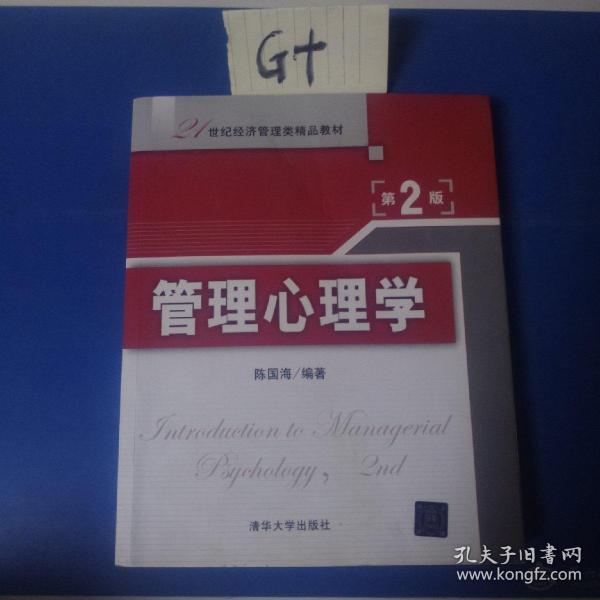 G+
21世纪经济管理类精品教材
第2版
管理心理学
陈国海/编著
Introduction to Managerial
Psychology, 2nd
清华大学出版社
孔夫子旧书网
www.kongfz.com